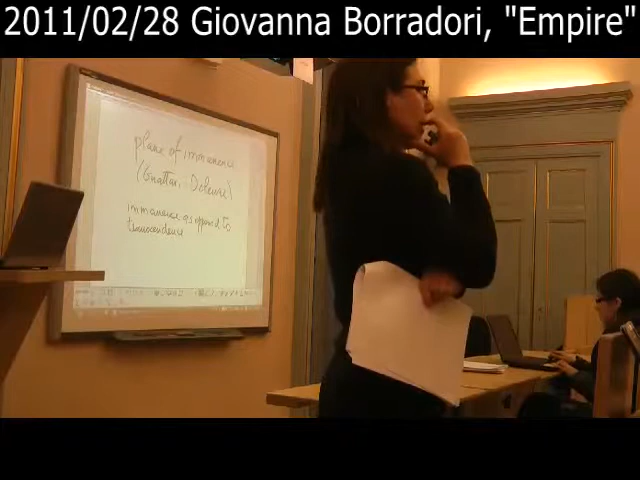 2011/02/28 Giovanna Borradori, "Empire"
plane of immanence
(Guattari - Deleuze)
immanence as opposed to
transcendence